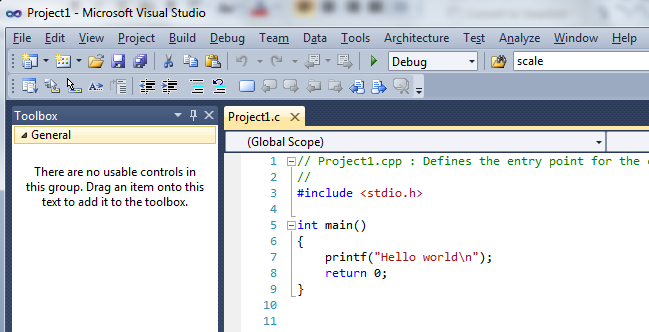 Project1 - Microsoft Visual Studio
File Edit View Project Build Debug Team Data Tools Architecture Test Analyze Window Help
Debug scale
Toolbox
General
There are no usable controls in
this group. Drag an item onto this
text to add it to the toolbox.
Project1.c
(Global Scope)
1 // Project1.cpp : Defines the entry point for the
2 //
3 #include <stdio.h>
4
5 int main()
6 {
7 printf("Hello world\n");
8 return 0;
9 }
10
11